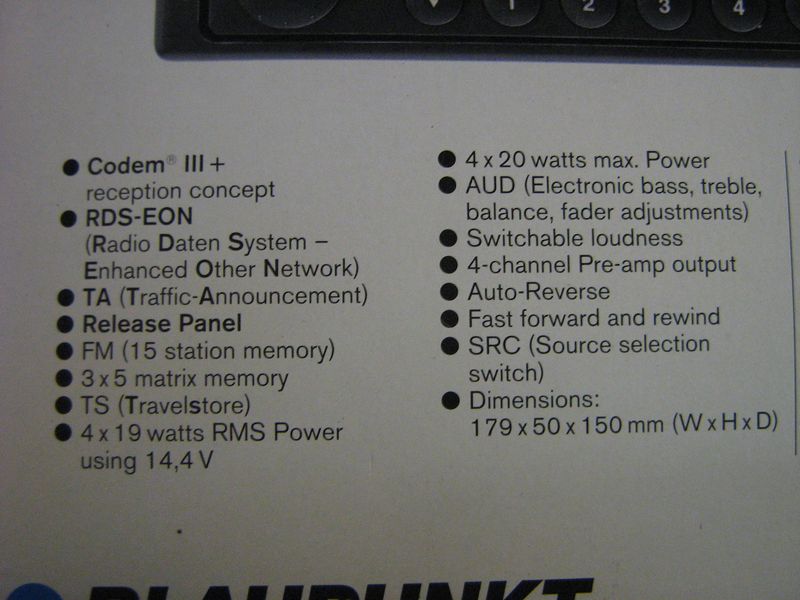 1 2 3 4
● Codem® III +
reception concept
● RDS-EON
(Radio Daten System –
Enhanced Other Network)
● TA (Traffic-Announcement)
● Release Panel
● FM (15 station memory)
● 3 x 5 matrix memory
● TS (Travelstore)
● 4 x 19 watts RMS Power
using 14,4 V
● 4 x 20 watts max. Power
● AUD (Electronic bass, treble,
balance, fader adjustments)
● Switchable loudness
● 4-channel Pre-amp output
● Auto-Reverse
● Fast forward and rewind
● SRC (Source selection
switch)
● Dimensions:
179 x 50 x 150 mm (W x H x D)
BLAUPUNKT